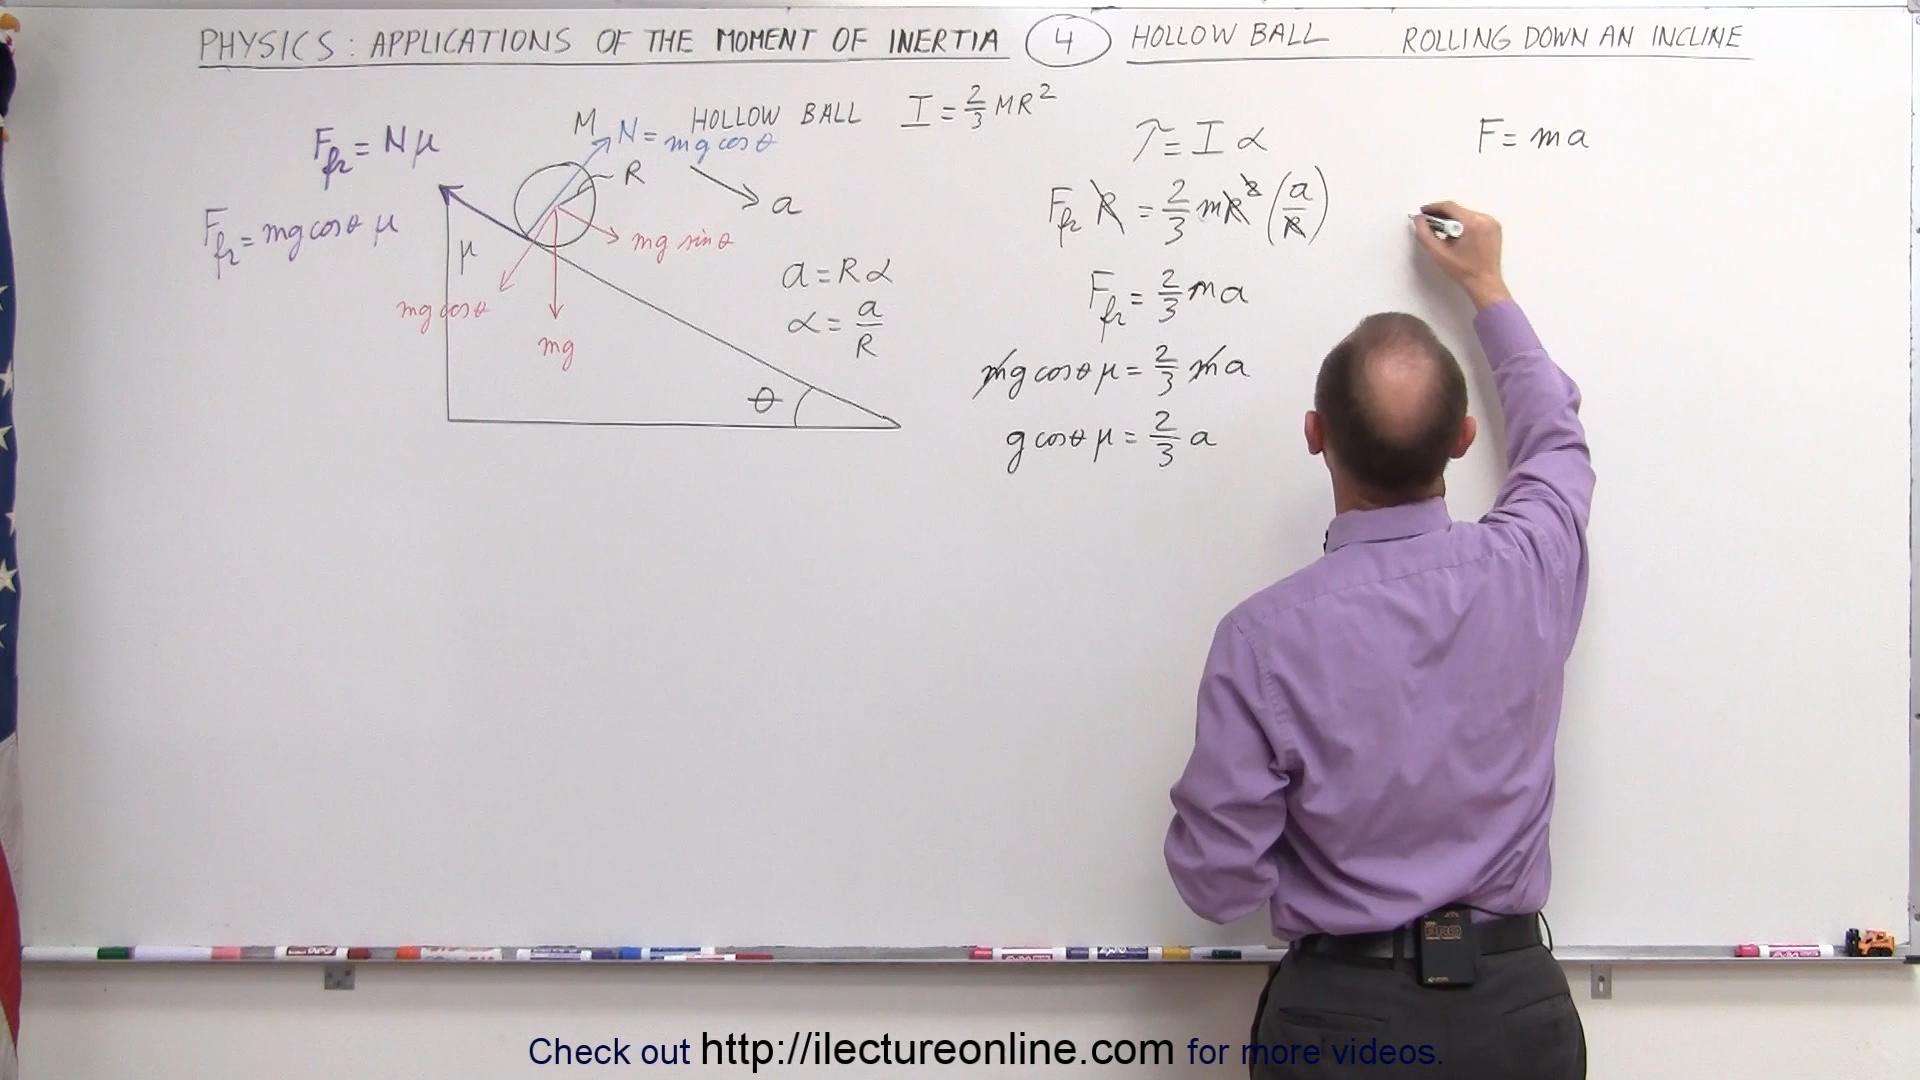 PHYSICS: APPLICATIONS OF THE MOMENT OF INERTIA 4 HOLLOW BALL ROLLING DOWN AN INCLINE
HOLLOW BALL I = 2/3 MR²
M
N = mg cos θ
R
a
F_fr = N μ
F_fr = mg cos θ μ
μ
mg sin θ
mg cos θ
mg
θ
a = R α
α = a/R
τ = I α
F_fr R = 2/3 mR² (a/R)
F_fr = 2/3 ma
mg cos θ μ = 2/3 ma
g cos θ μ = 2/3 a
F = ma
Check out http://ilectureonline.com for more videos.